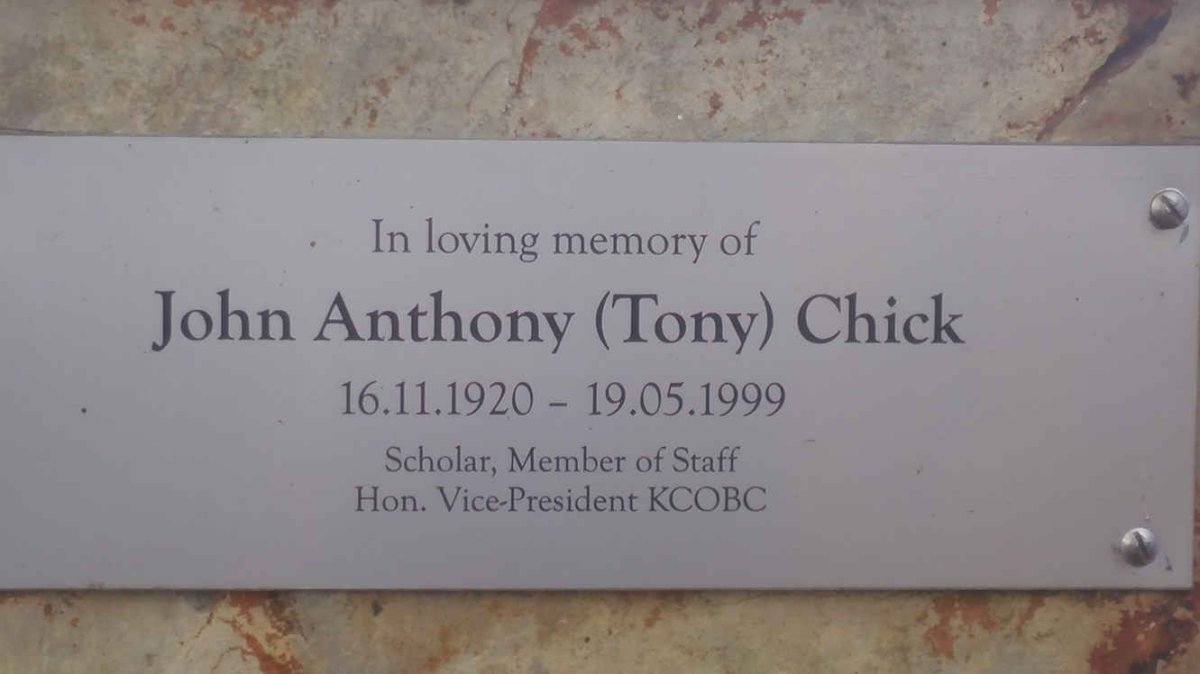 In loving memory of
John Anthony (Tony) Chick
16.11.1920 – 19.05.1999
Scholar, Member of Staff
Hon. Vice-President KCOBC